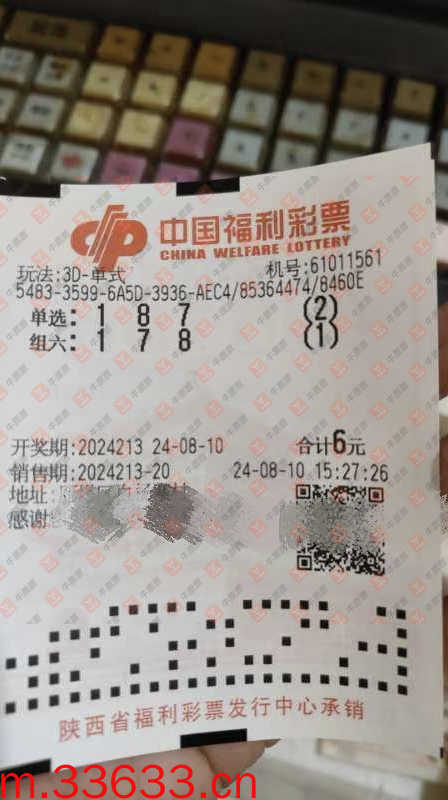 中国福利彩票
CHINA WELFARE LOTTERY
玩法:3D-单式 机号:61011561
5483-3599-6A5D-3936-AEC4/85364474/8460E
单选: 1 8 7 (2)
组六: 1 7 8 (1)
开奖期:2024213 24-08-10 合计6元
销售期:2024213-20 24-08-10 15:27:26
地址:
感谢
陕西省福利彩票发行中心承销
m.33633.cn